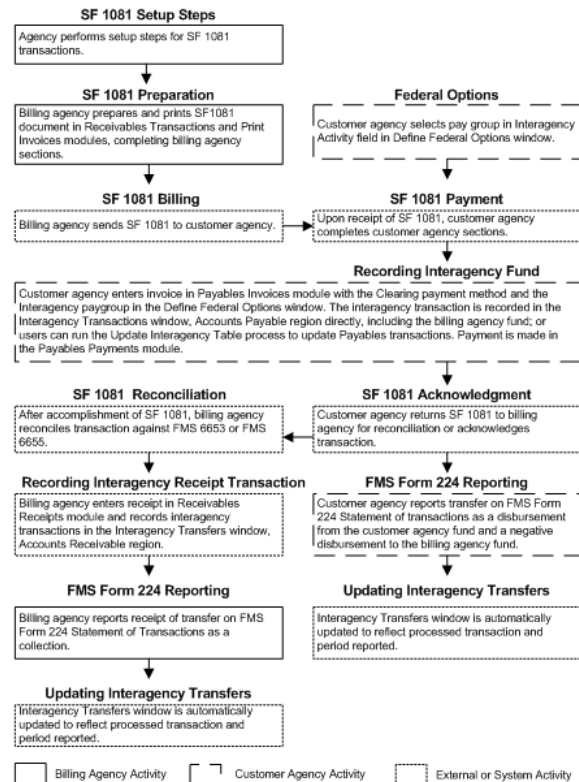 SF 1081 Setup Steps
Agency performs setup steps for SF 1081
transactions.
SF 1081 Preparation
Billing agency prepares and prints SF1081
document in Receivables Transactions and Print
Invoices modules, completing billing agency
sections.
Federal Options
Customer agency selects pay group in Interagency
Activity field in Define Federal Options window.
SF 1081 Billing
Billing agency sends SF 1081 to customer agency.
SF 1081 Payment
Upon receipt of SF 1081, customer agency
completes customer agency sections.
Recording Interagency Fund
Customer agency enters invoice in Payables Invoices module with the Clearing payment method and the
Interagency paygroup in the Define Federal Options window. The interagency transaction is recorded in the
Interagency Transactions window, Accounts Payable region directly, including the billing agency fund; or
users can run the Update Interagency Table process to update Payables transactions. Payment is made in
the Payables Payments module.
SF 1081 Reconciliation
After accomplishment of SF 1081, billing agency
reconciles transaction against FMS 6653 or FMS
6655.
SF 1081 Acknowledgment
Customer agency returns SF 1081 to billing
agency for reconciliation or acknowledges
transaction.
Recording Interagency Receipt Transaction
Billing agency enters receipt in Receivables
Receipts module and records interagency
transactions in the Interagency Transfers window,
Accounts Receivable region.
FMS Form 224 Reporting
Customer agency reports transfer on FMS Form
224 Statement of transactions as a disbursement
from the customer agency fund and a negative
disbursement to the billing agency fund.
FMS Form 224 Reporting
Billing agency reports receipt of transfer on FMS
Form 224 Statement of Transactions as a
collection.
Updating Interagency Transfers
Interagency Transfers window is automatically
updated to reflect processed transaction and
period reported.
Updating Interagency Transfers
Interagency Transfers window is automatically
updated to reflect processed transaction and
period reported.
Billing Agency Activity
Customer Agency Activity
External or System Activity